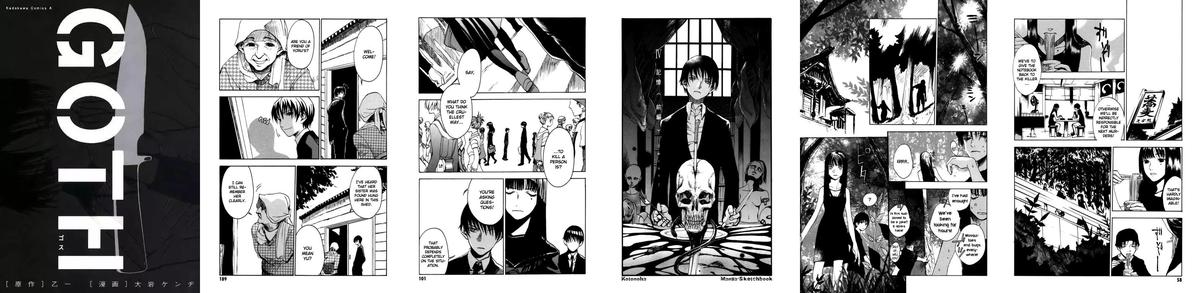 Kadokawa Comics A
GOTH
ゴス
[原作]乙一 [漫画]大岩ケンヂ
WEL-
COME!
ARE YOU A
FRIEND OF
YORU'S?
I'VE HEARD
THAT HER
SISTER WAS
FOUND HUNG
HERE IN THIS
SHED.
YOU
MEAN YU?
I CAN
STILL RE-
MEMBER HER
CLEARLY.
189
SAY,
WHAT DO
YOU THINK
THE CRU-
ELLEST
WAY...
...TO
KILL A
PERSON
IS?
YOU'RE
ASKING
QUES-
TIONS!
THAT
PROBABLY
DEPENDS
COMPLETELY
ON THE SITU-
ATION.
101
Kotonoha
Manga Sketchbook
?
I've had
enough!
We've
been
looking for
hours!
WE'VE TO
GIVE THE
NOTEBOOK
BACK TO
THE KILLER
OTHERWISE
WE'LL BE
INDIRECTLY
RESPONSIBLE
FOR THE
NEXT MUR-
DERS!
THAT'S
HARDLY
IMAGIN-
ABLE!
58